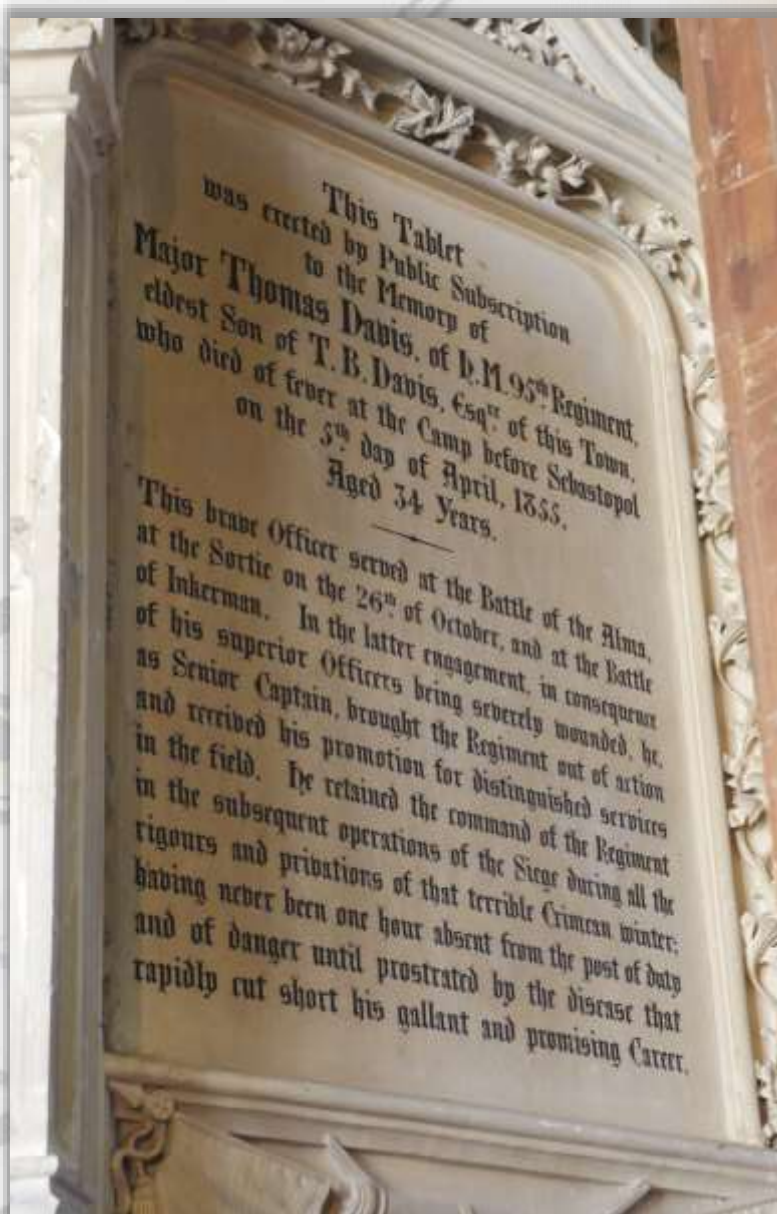 This Tablet
was erected by Public Subscription
to the Memory of
Major Thomas Davis, of H.M. 95th. Regiment,
eldest Son of T.B. Davis, Esqre. of this Town,
who died of fever at the Camp before Sebastopol
on the 5th day of April, 1855.
Aged 34 Years.
This brave Officer served at the Battle of the Alma,
at the Sortie on the 26th. of October, and at the Battle
of Inkerman. In the latter engagement, in consequence
of his superior Officers being severely wounded, he,
as Senior Captain, brought the Regiment out of action
and received his promotion for distinguished services
in the field. He retained the command of the Regiment
in the subsequent operations of the Siege during all the
rigours and privations of that terrible Crimean winter;
having never been one hour absent from the post of duty
and of danger until prostrated by the disease that
rapidly cut short his gallant and promising Career.